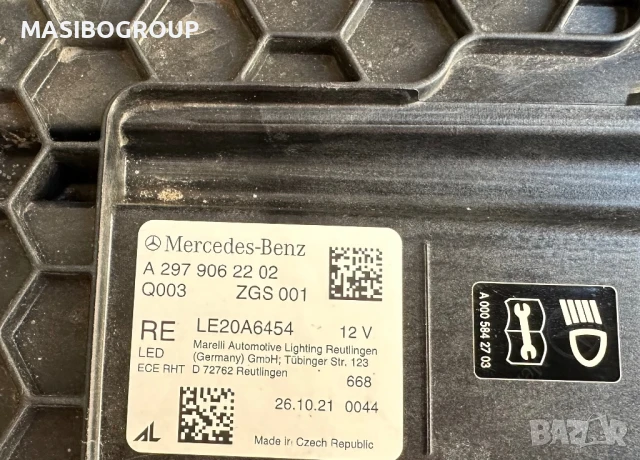 MASIBOGROUP
Mercedes-Benz
A 297 906 22 02
Q003 ZGS 001
RE LE20A6454 12 V
LED Marelli Automotive Lighting Reutlingen
(Germany) GmbH; Tübinger Str. 123
ECE RHT D 72762 Reutlingen
668
26.10.21 0044
AL
Made in Czech Republic
A 000 584 27 03
BAZAR